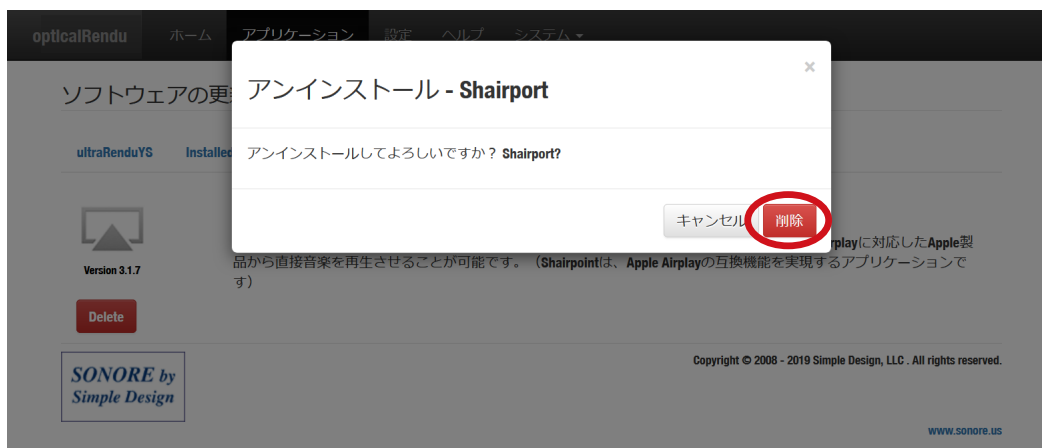 opticalRendu ホーム アプリケーション 設定 ヘルプ システム
ソフトウェアの更
アンインストール - Shairport
×
ultraRenduYS Installed
アンインストールしてよろしいですか？ Shairport?
キャンセル 削除
rplayに対応したApple製
品から直接音楽を再生させることが可能です。（Shairpointは、Apple Airplayの互換機能を実現するアプリケーションで
す）
Version 3.1.7
Delete
SONORE by
Simple Design
Copyright © 2008 - 2019 Simple Design, LLC . All rights reserved.
www.sonore.us